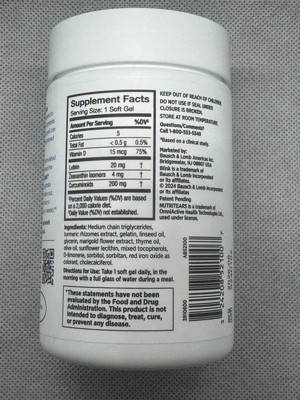 Supplement Facts
Serving Size: 1 Soft Gel
Amount Per Serving %DV*
Calories 5
Total Fat < 0.5 g 0.5%
Vitamin D 15 mcg 75%
Lutein 20 mg †
Zeaxanthin Isomers 4 mg †
Curcuminoids 200 mg †
*Percent Daily Values (%DV) are based
on a 2,000 calorie diet.
†Daily Value (%DV) not established.
Ingredients: Medium chain triglycerides,
turmeric rhizomes extract, gelatin, linseed oil,
glycerin, marigold flower extract, thyme oil,
olive oil, sunflower lecithin, mixed tocopherols,
D-limonene, sorbitol, sorbitan, red iron oxide as
colorant, cholecalciferol.
Directions for Use: Take 1 soft gel daily, in the
morning with a full glass of water during a meal.
*These statements have not been
evaluated by the Food and Drug
Administration. This product is not
intended to diagnose, treat, cure,
or prevent any disease.
KEEP OUT OF REACH OF CHILDREN.
DO NOT USE IF SEAL UNDER
CLOSURE IS BROKEN.
STORE AT ROOM TEMPERATURE.
Questions/Comments?
Call 1-800-553-5340
*Based on a clinical study.
Marketed by:
Bausch & Lomb Americas Inc.
Bridgewater, NJ 08807 USA
Blink is a trademark of
Bausch & Lomb Incorporated
or its affiliates.
© 2024 Bausch & Lomb Incorporated
or its affiliates.
Patent Pending.
NUTRITEARS is a trademark of
OmniActive Health Technologies Ltd.,
used under license.